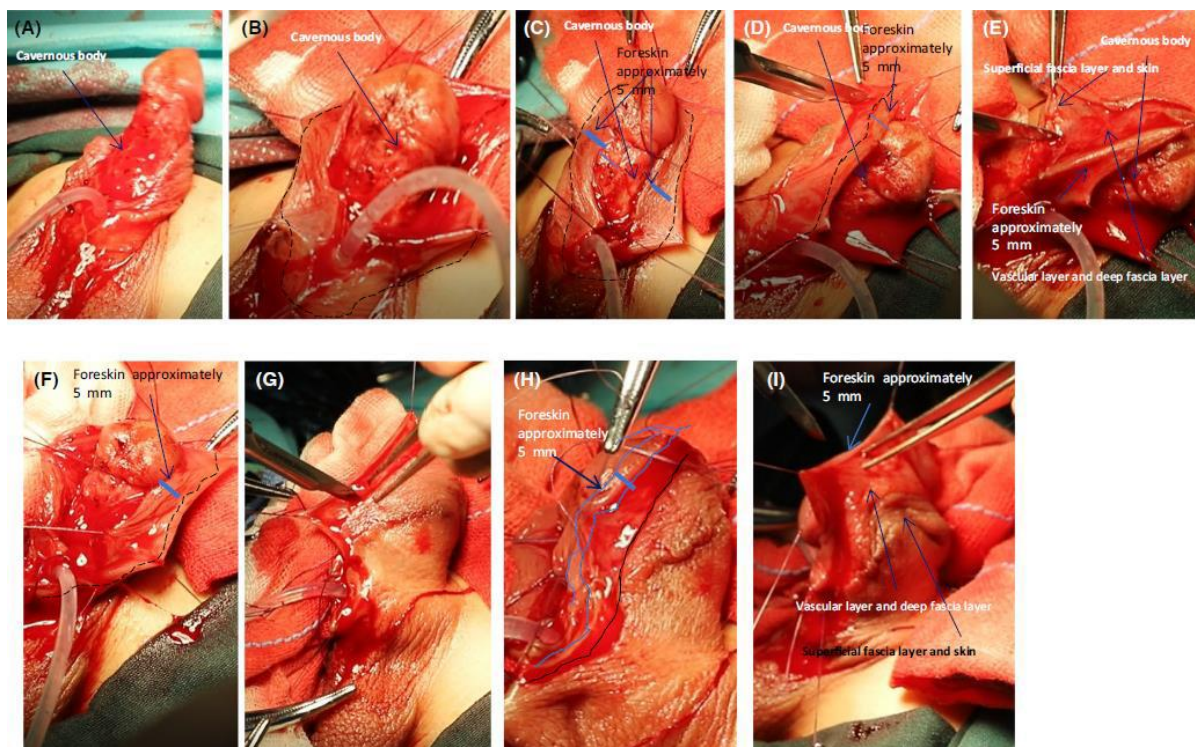 (A)
Cavernous body
(B)
Cavernous body
(C)
Cavernous body
Foreskin
approximately
5 mm
(D)
Cavernous body
Foreskin
approximately
5 mm
(E)
Cavernous body
Superficial fascia layer and skin
Foreskin
approximately
5 mm
Vascular layer and deep fascia layer
(F)
Foreskin approximately
5 mm
(G)
(H)
Foreskin
approximately
5 mm
(I)
Foreskin approximately
5 mm
Vascular layer and deep fascia layer
Superficial fascia layer and skin